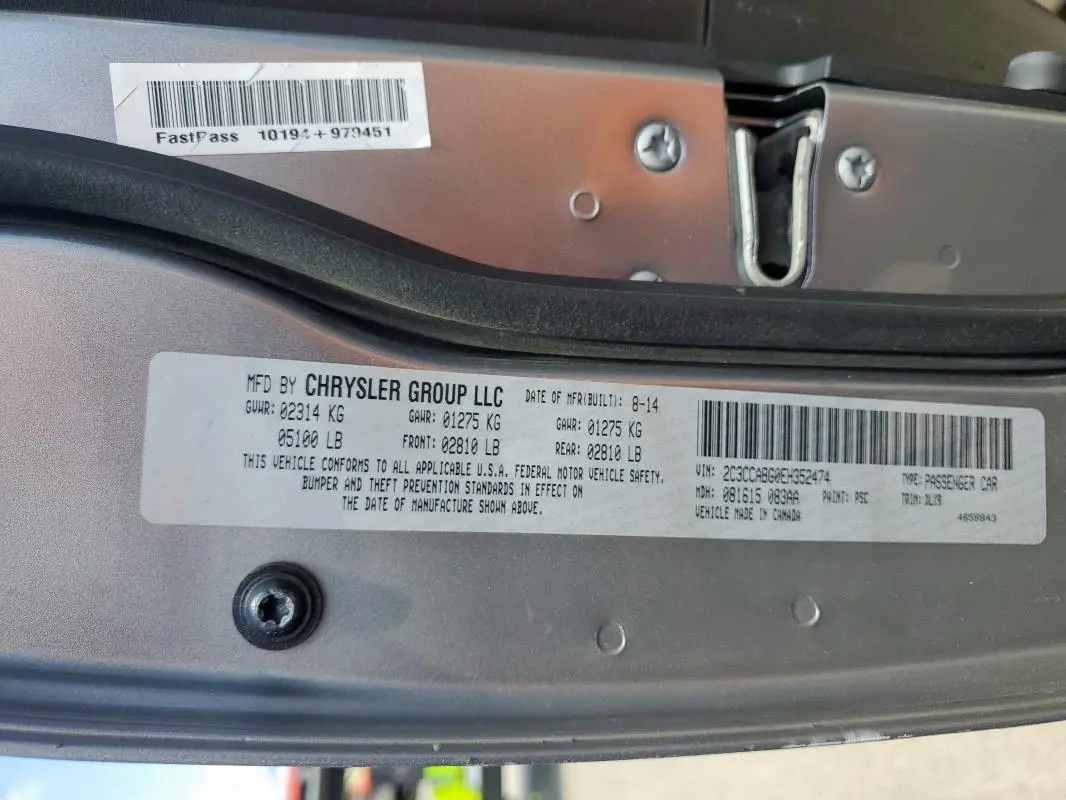 FastPass 10194+979451
MFD BY CHRYSLER GROUP LLC DATE OF MFR(BUILT): 8-14
GVWR: 02314 KG GAWR: 01275 KG GAWR: 01275 KG
05100 LB FRONT: 02810 LB REAR: 02810 LB
THIS VEHICLE CONFORMS TO ALL APPLICABLE U.S.A. FEDERAL MOTOR VEHICLE SAFETY,
BUMPER AND THEFT PREVENTION STANDARDS IN EFFECT ON
THE DATE OF MANUFACTURE SHOWN ABOVE.
VIN: 2C3CCABG0EH352474 TYPE: PASSENGER CAR
MDH: 081615 083AA PAINT: PSC TRIM: DLX9
VEHICLE MADE IN CANADA 4658843